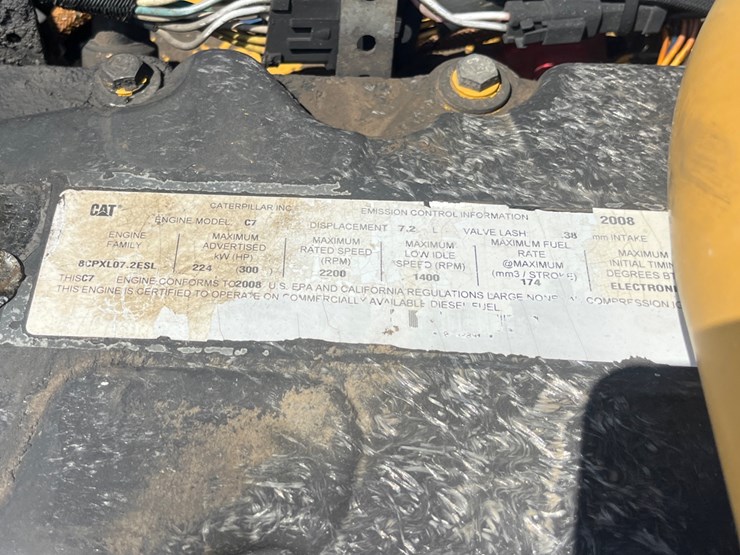 CAT CATERPILLAR INC. EMISSION CONTROL INFORMATION 2008
ENGINE MODEL C7 DISPLACEMENT 7.2 L VALVE LASH .38 mm INTAKE
ENGINE FAMILY 8CPXL07.2ESL
MAXIMUM ADVERTISED kW (HP) 224 300
MAXIMUM RATED SPEED (RPM) 2200
MAXIMUM LOW IDLE SPEED (RPM) 1400
MAXIMUM FUEL RATE @MAXIMUM (mm3 / STROKE) 174
MAXIMUM INITIAL TIMIN DEGREES BT ELECTRON
THIS C7 ENGINE CONFORMS TO 2008 U.S. EPA AND CALIFORNIA REGULATIONS LARGE COMPRESSION IG
THIS ENGINE IS CERTIFIED TO OPERATE ON COMMERCIALLY AVAILABLE DIESEL FUEL.